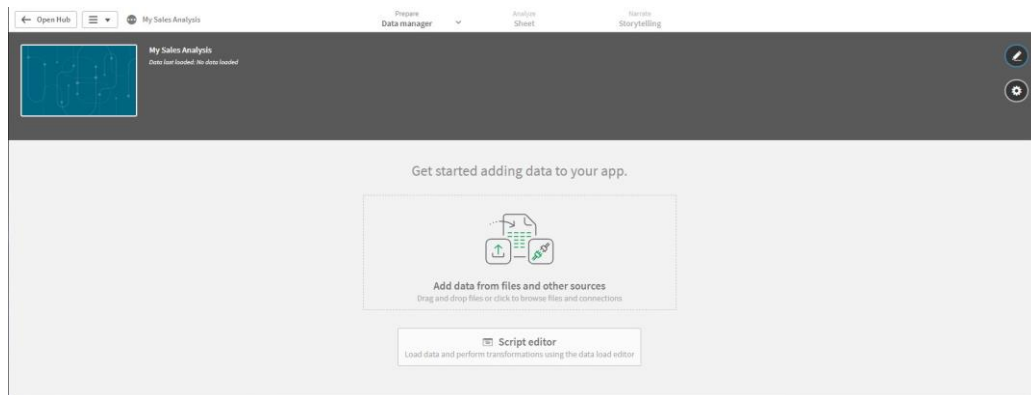 Open Hub
My Sales Analysis
Prepare
Data manager
Analyze
Sheet
Narrate
Storytelling
My Sales Analysis
Data last loaded: No data loaded
Get started adding data to your app.
Add data from files and other sources
Drag and drop files or click to browse files and connections
Script editor
Load data and perform transformations using the data load editor